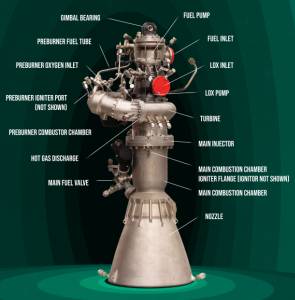 GIMBAL BEARING
PREBURNER FUEL TUBE
PREBURNER OXYGEN INLET
PREBURNER IGNITER PORT
(NOT SHOWN)
PREBURNER COMBUSTOR CHAMBER
HOT GAS DISCHARGE
MAIN FUEL VALVE
FUEL PUMP
FUEL INLET
LOX INLET
LOX PUMP
TURBINE
MAIN INJECTOR
MAIN COMBUSTION CHAMBER
IGNITER FLANGE (IGNITOR NOT SHOWN)
MAIN COMBUSTION CHAMBER
NOZZLE